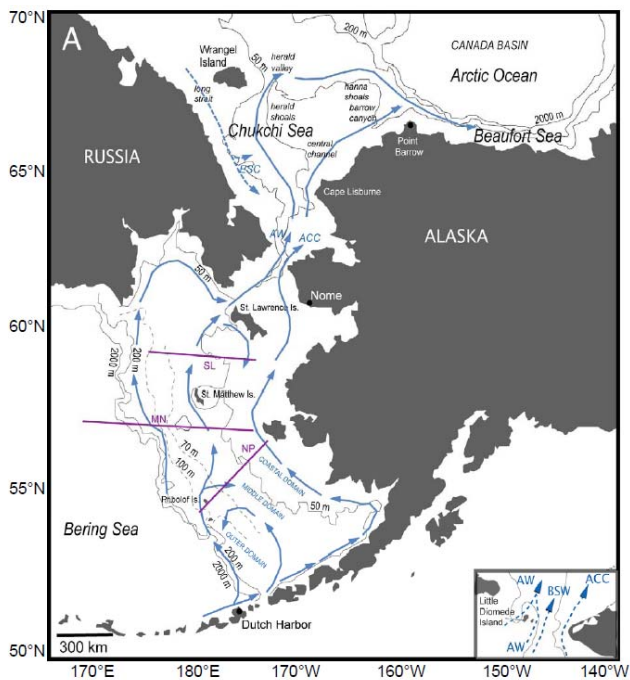 70°N
65°N
60°N
55°N
50°N
A
Wrangel
Island
50 m
herald
valley
200 m
CANADA BASIN
Arctic Ocean
2000 m
long
strait
herald
shoals
hanna
shoals
barrow
canyon
Chukchi Sea
central
channel
Beaufort Sea
Point
Barrow
RUSSIA
ESC
Cape Lisburne
AW
ACC
ALASKA
50 m
Nome
St. Lawrence Is.
2000 m
200 m
SL
St. Matthew Is.
MN
NP
70 m
100 m
COASTAL DOMAIN
Pribolof Is.
MIDDLE DOMAIN
50 m
Bering Sea
OUTER DOMAIN
200 m
2000 m
Dutch Harbor
300 km
AW
BSW
ACC
Little
Diomede
Island
AW
170°E
180°E
170°W
160°W
150°W
140°W